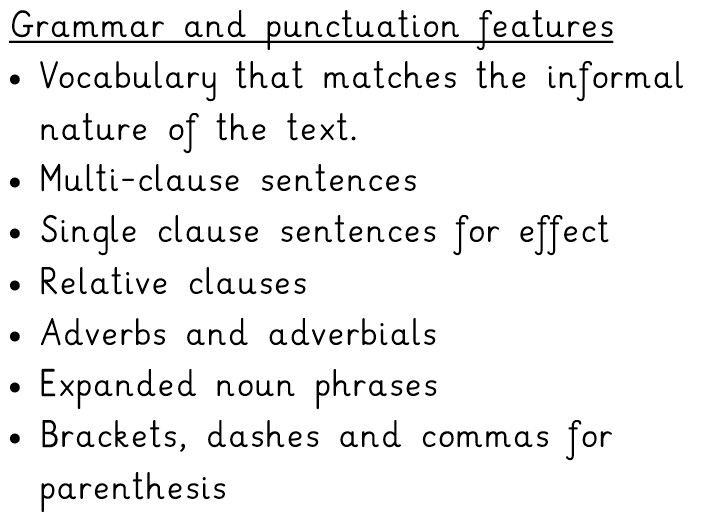 Grammar and punctuation features
• Vocabulary that matches the informal
nature of the text.
• Multi-clause sentences
• Single clause sentences for effect
• Relative clauses
• Adverbs and adverbials
• Expanded noun phrases
• Brackets, dashes and commas for
parenthesis